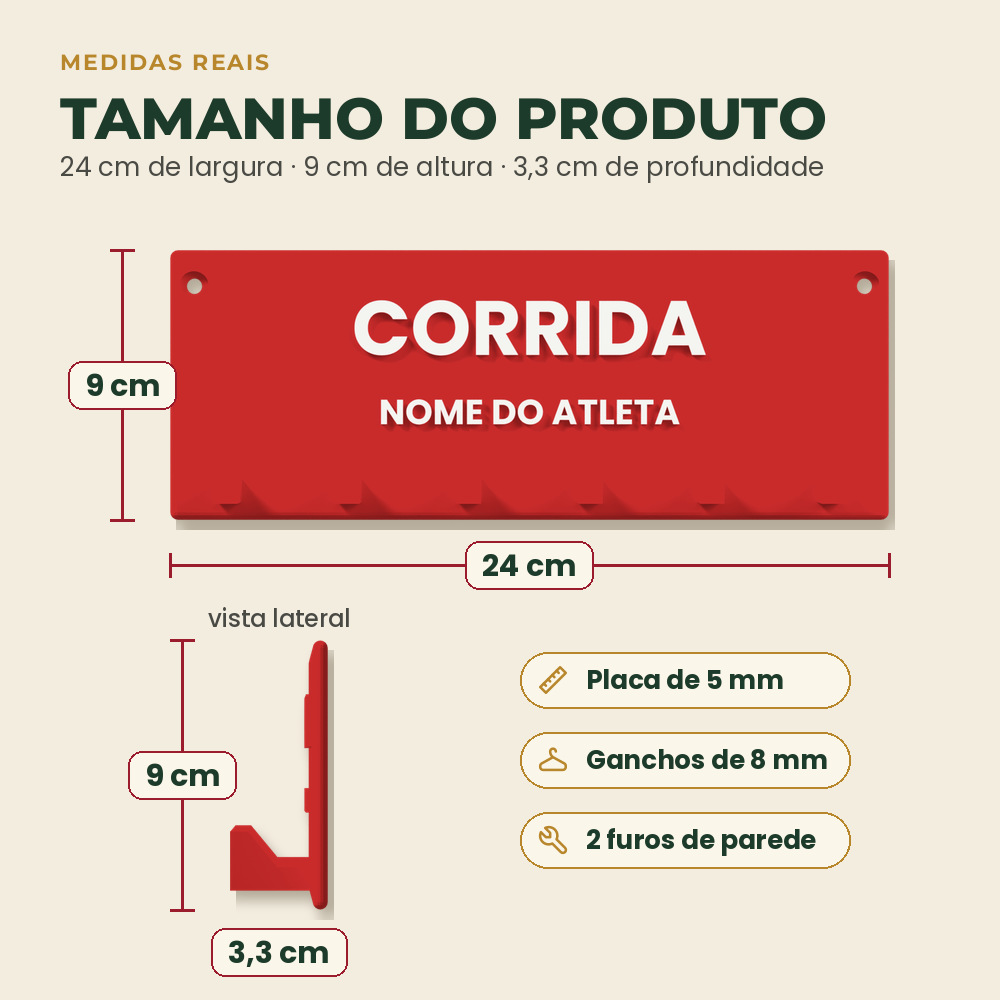 MEDIDAS REAIS
TAMANHO DO PRODUTO
24 cm de largura · 9 cm de altura · 3,3 cm de profundidade
CORRIDA
NOME DO ATLETA
9 cm
24 cm
vista lateral
9 cm
3,3 cm
Placa de 5 mm
Ganchos de 8 mm
2 furos de parede